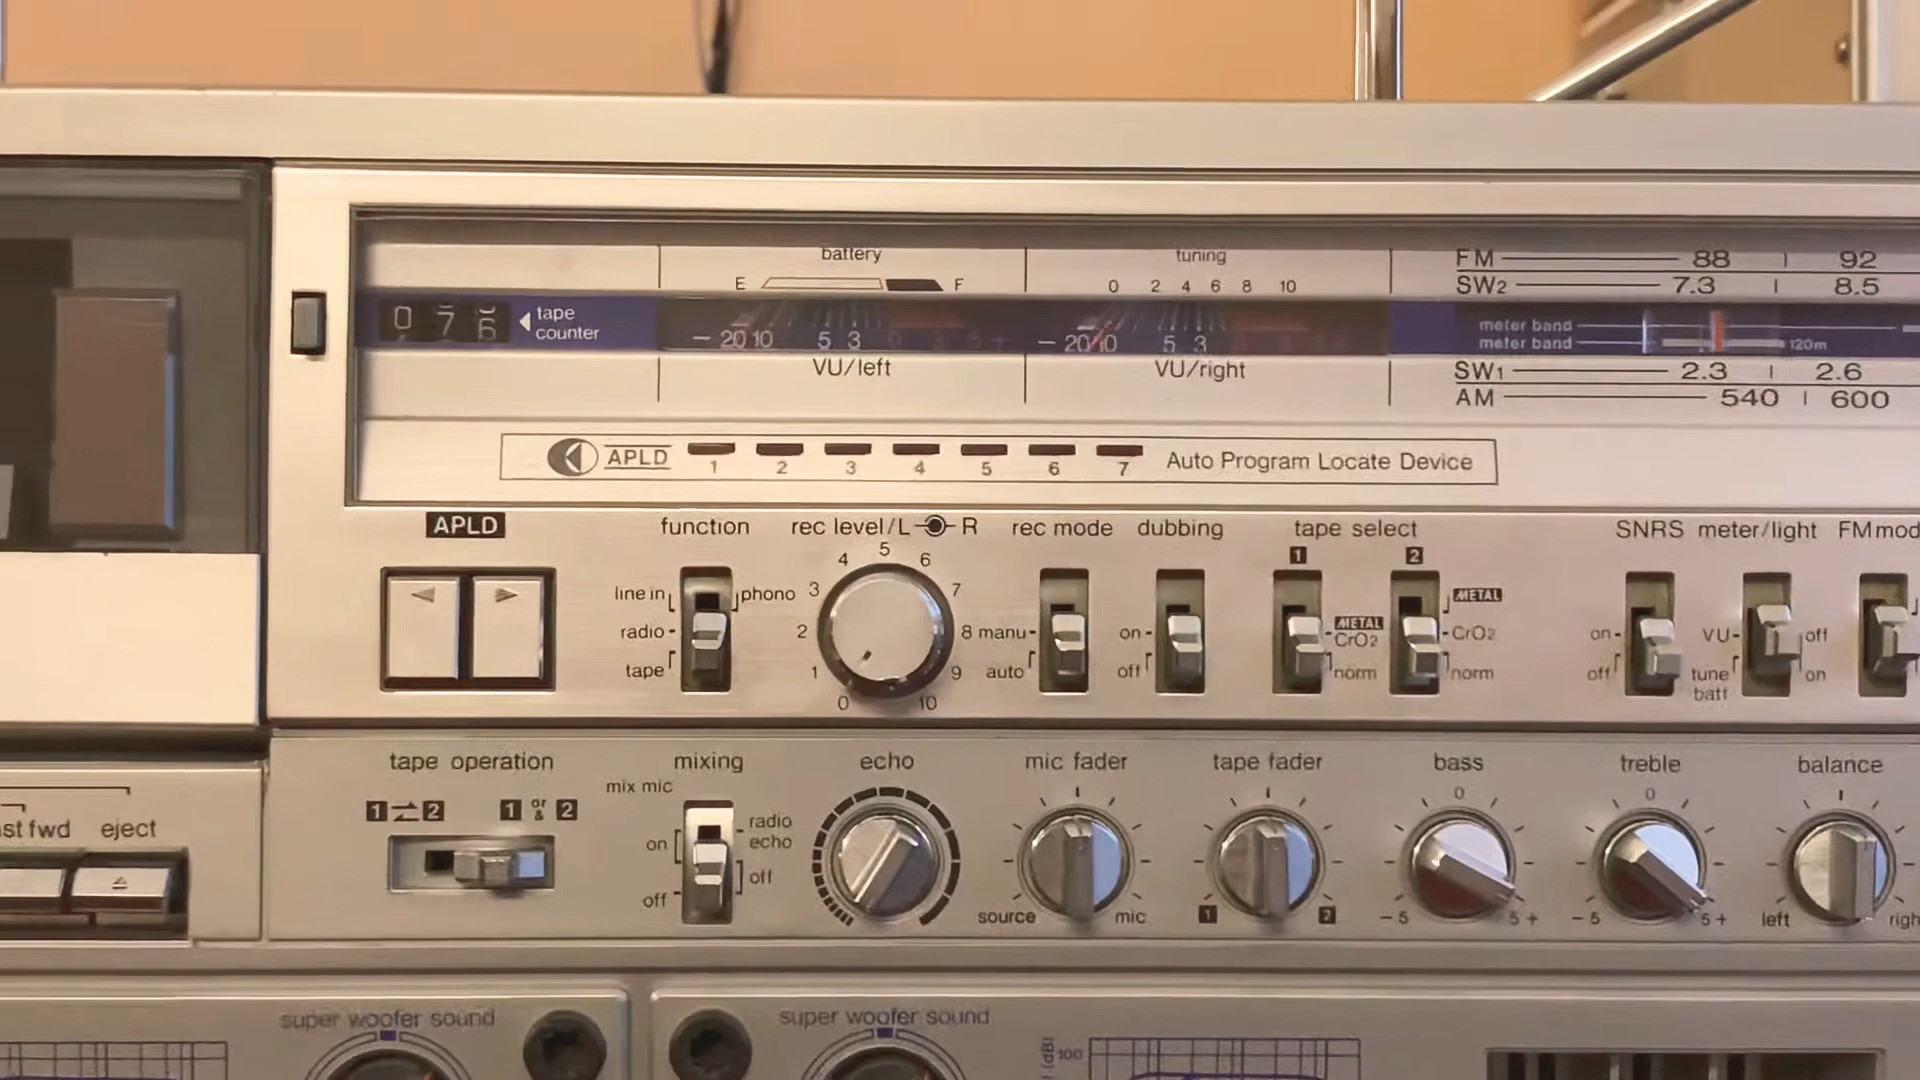 battery
tuning
E F
0 2 4 6 8 10
FM 88 92
SW2 7.3 8.5
0 7 6
tape
counter
- 20 10 5 3
- 20 10 5 3
meter band
meter band 120m
VU/left
VU/right
SW1 2.3 2.6
AM 540 600
APLD 1 2 3 4 5 6 7 Auto Program Locate Device
APLD
function
line in
phono
radio
tape
rec level/L R
0 1 2 3 4 5 6 7 8 9 10
rec mode
manu
auto
dubbing
on
off
tape select
1 2
METAL
CrO2
norm
METAL
CrO2
norm
SNRS
on
off
meter/light
VU
tune
batt
off
on
FM mod
st fwd
eject
tape operation
1 ⇄ 2
1 or & 2
mixing
mix mic
on
off
radio
echo
off
echo
mic fader
source mic
tape fader
1 2
bass
0
- 5 5 +
treble
0
- 5 5 +
balance
left righ
super woofer sound
super woofer sound
(dB)
100